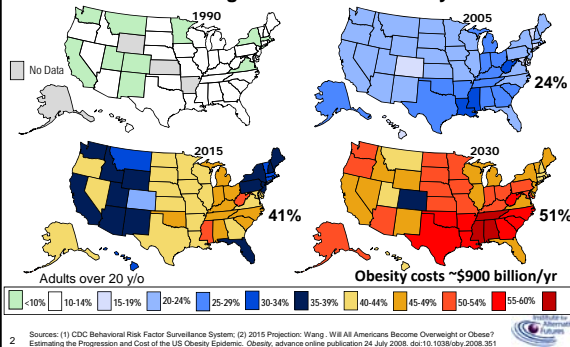 1990
2005
No Data
24%
2015
2030
41%
51%
Adults over 20 y/o
Obesity costs ~$900 billion/yr
<10% 10-14% 15-19% 20-24% 25-29% 30-34% 35-39% 40-44% 45-49% 50-54% 55-60%
2 Sources: (1) CDC Behavioral Risk Factor Surveillance System; (2) 2015 Projection: Wang . Will All Americans Become Overweight or Obese?
Estimating the Progression and Cost of the US Obesity Epidemic. Obesity, advance online publication 24 July 2008. doi:10.1038/oby.2008.351
Institute for
Alternative
Futures